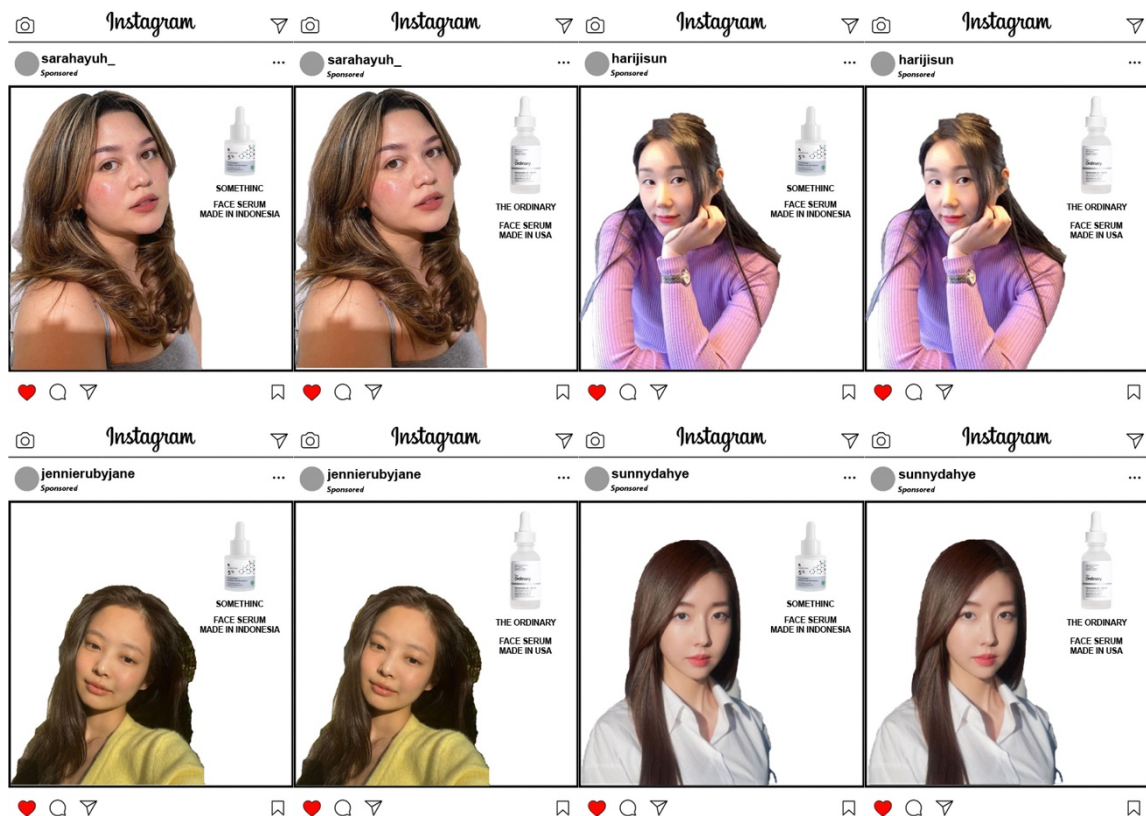 Instagram
sarahayuh_
Sponsored
SOMETHINC
FACE SERUM
MADE IN INDONESIA
Instagram
sarahayuh_
Sponsored
Ordinary
THE ORDINARY
FACE SERUM
MADE IN USA
Instagram
harijisun
Sponsored
SOMETHINC
FACE SERUM
MADE IN INDONESIA
Instagram
harijisun
Sponsored
Ordinary
THE ORDINARY
FACE SERUM
MADE IN USA
Instagram
jennierubyjane
Sponsored
SOMETHINC
FACE SERUM
MADE IN INDONESIA
Instagram
jennierubyjane
Sponsored
Ordinary
THE ORDINARY
FACE SERUM
MADE IN USA
Instagram
sunnydahye
Sponsored
SOMETHINC
FACE SERUM
MADE IN INDONESIA
Instagram
sunnydahye
Sponsored
Ordinary
THE ORDINARY
FACE SERUM
MADE IN USA